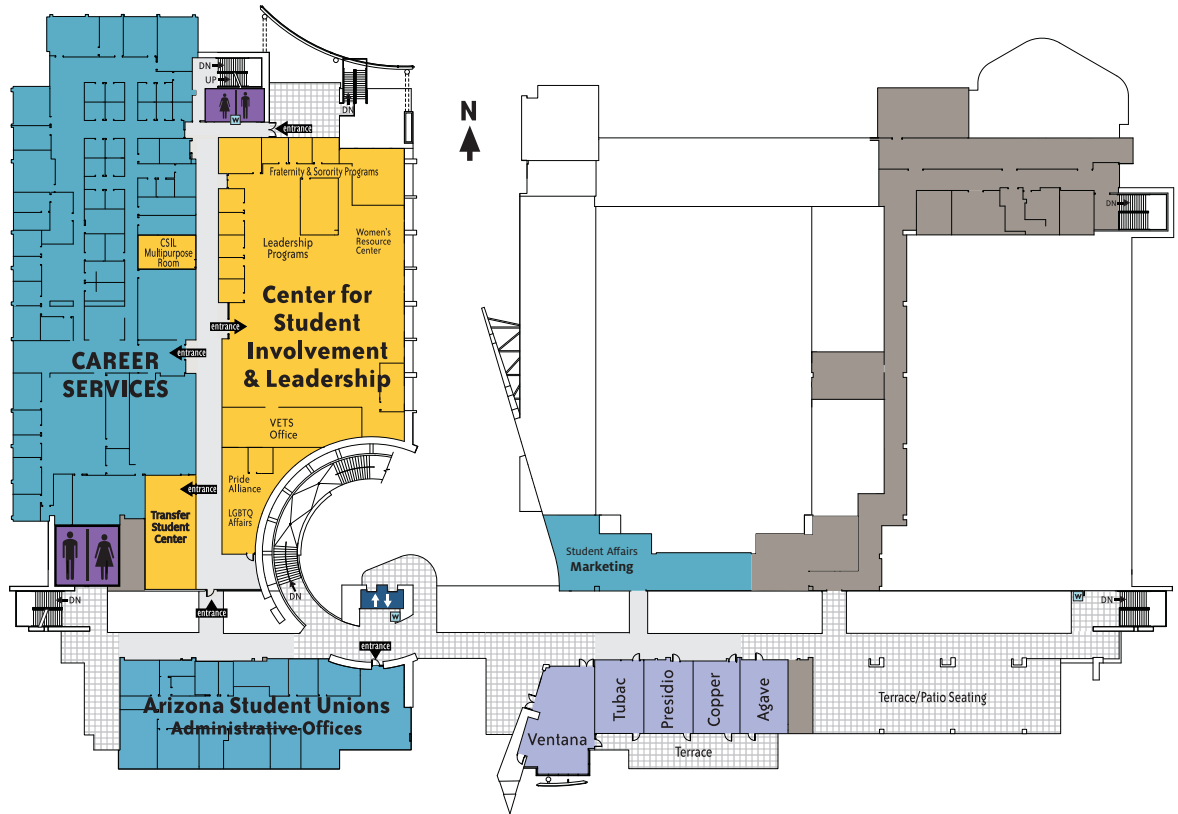 DN
UP
DN
W
entrance
N
Fraternity & Sorority Programs
DN
CSIL
Multipurpose
Room
Leadership
Programs
Women's
Resource
Center
Center for
Student
Involvement
& Leadership
entrance
entrance
CAREER
SERVICES
VETS
Office
Pride
Alliance
LGBTQ
Affairs
entrance
Transfer
Student
Center
Student Affairs
Marketing
DN
DN
W
entrance
W
DN
entrance
Arizona Student Unions
Administrative Offices
Ventana
Tubac
Presidio
Copper
Agave
Terrace/Patio Seating
Terrace